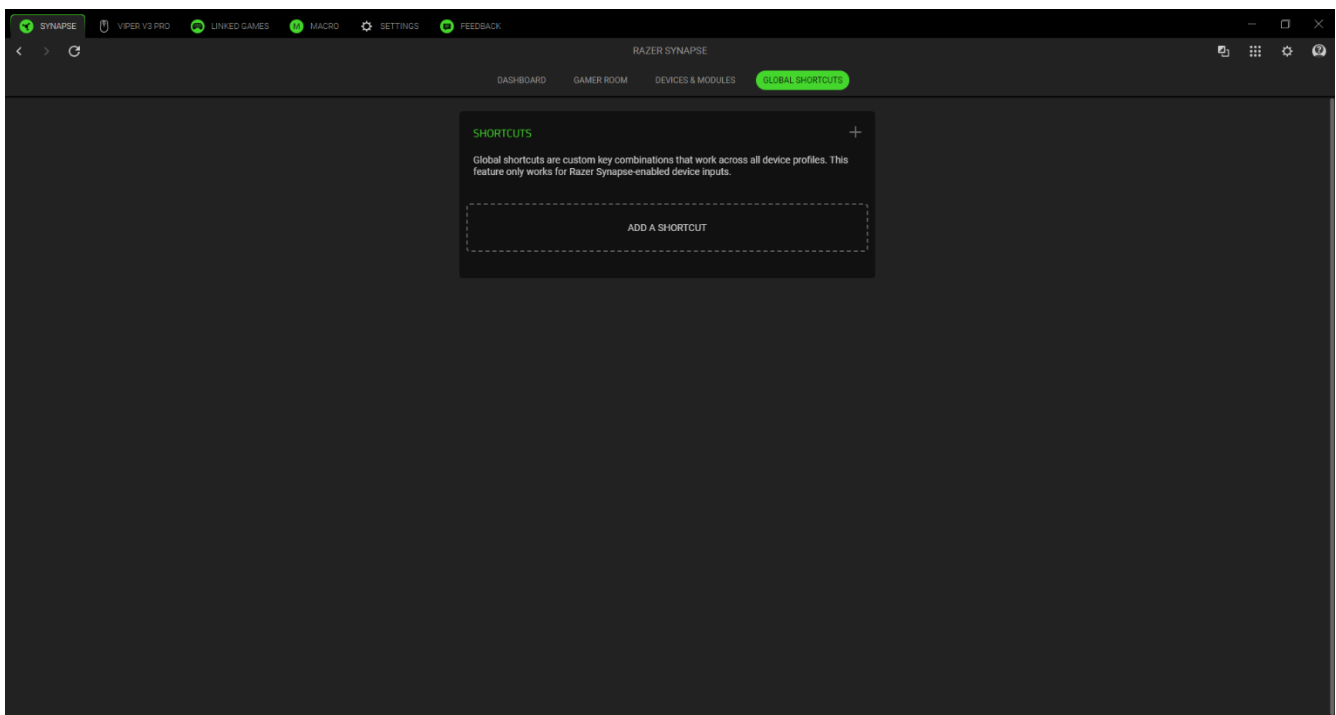 SYNAPSE VIPER V3 PRO LINKED GAMES M MACRO SETTINGS FEEDBACK
RAZER SYNAPSE
DASHBOARD GAMER ROOM DEVICES & MODULES GLOBAL SHORTCUTS
SHORTCUTS
Global shortcuts are custom key combinations that work across all device profiles. This
feature only works for Razer Synapse-enabled device inputs.
ADD A SHORTCUT